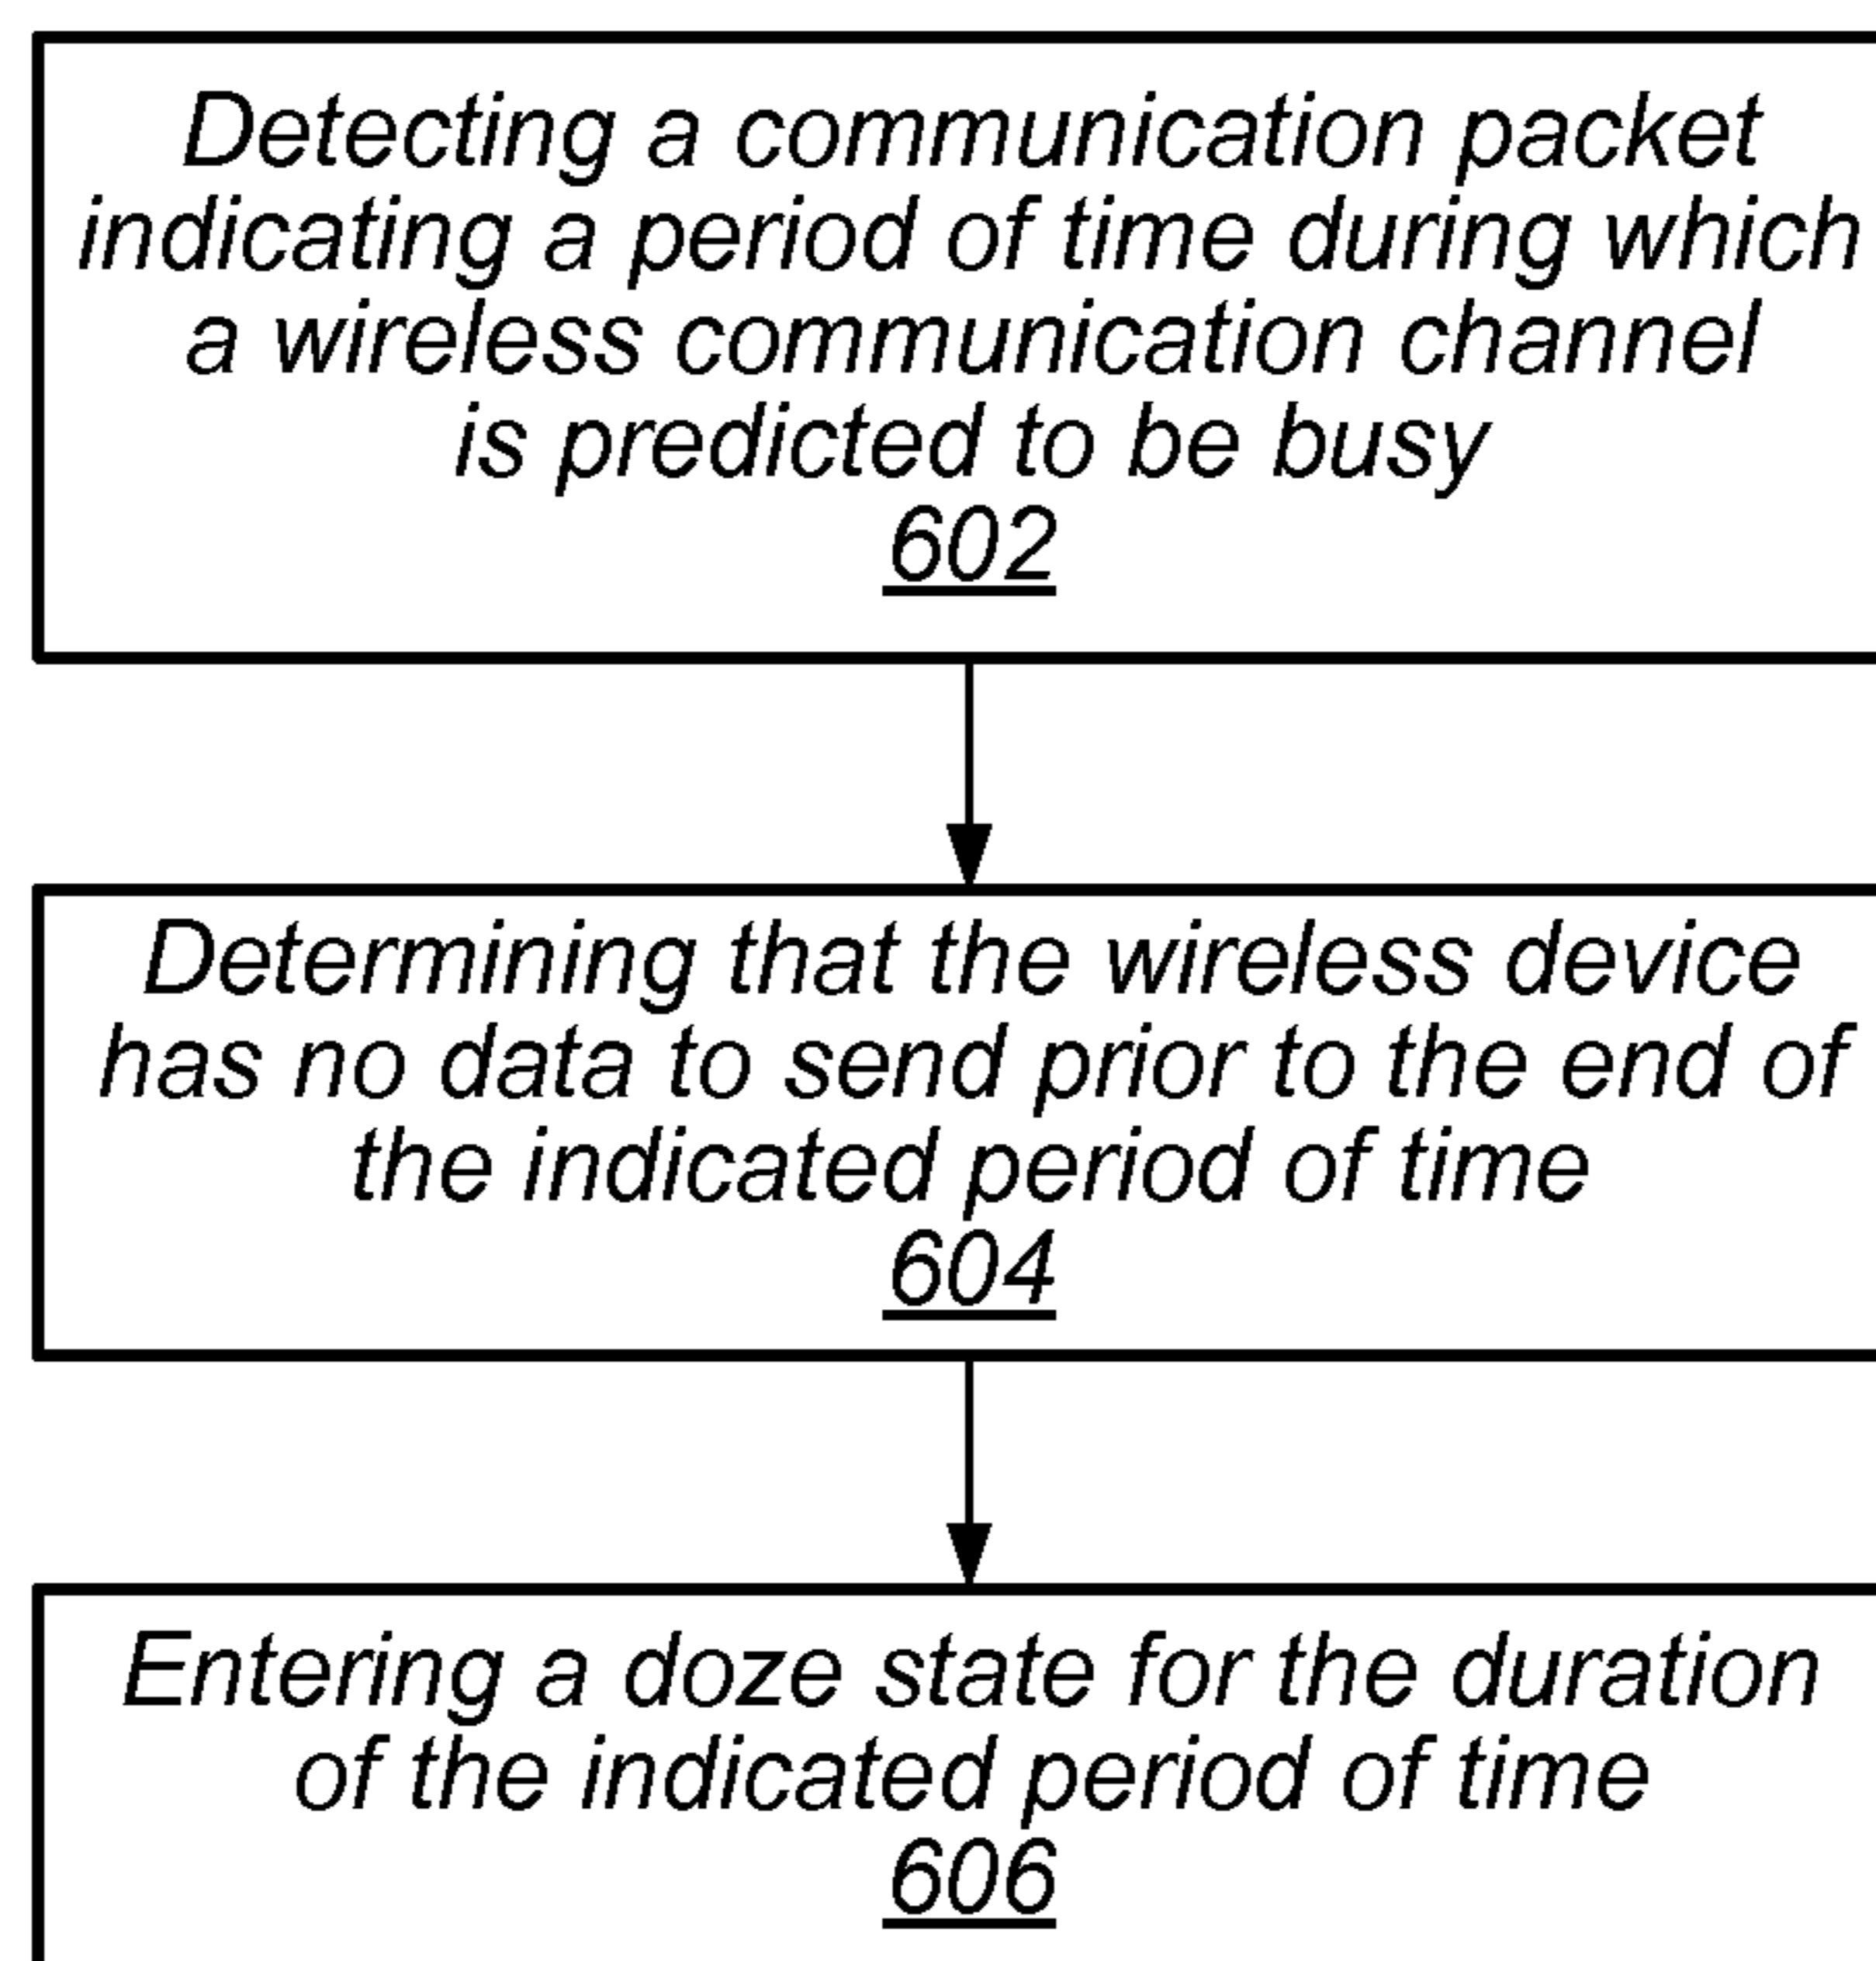 Detecting a communication packet
indicating a period of time during which
a wireless communication channel
is predicted to be busy
602
Determining that the wireless device
has no data to send prior to the end of
the indicated period of time
604
Entering a doze state for the duration
of the indicated period of time
606